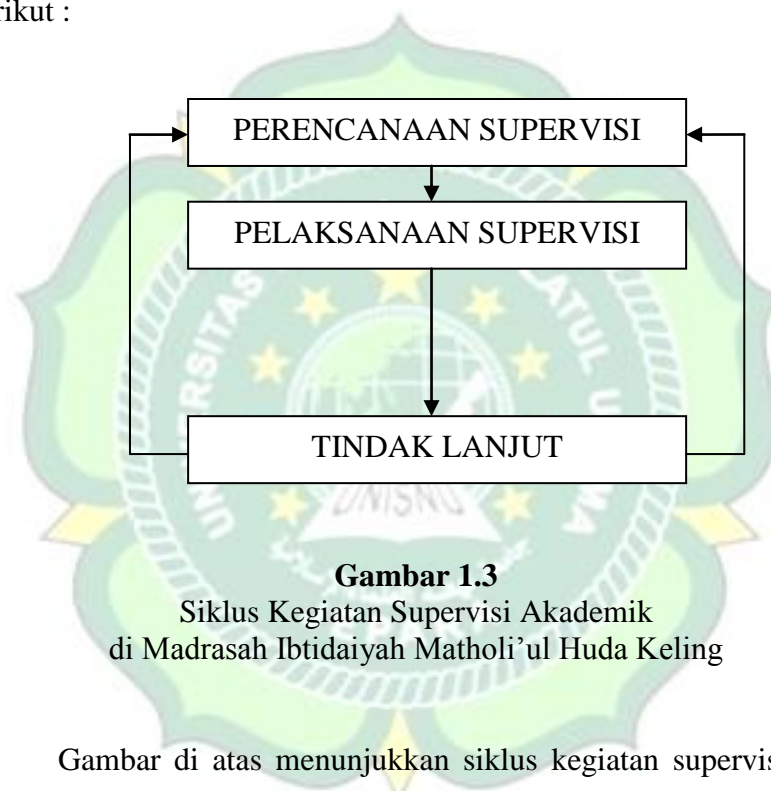 rikut :
PERENCANAAN SUPERVISI
PELAKSANAAN SUPERVISI
TINDAK LANJUT
UNISNU
Gambar 1.3
Siklus Kegiatan Supervisi Akademik
di Madrasah Ibtidaiyah Matholi’ul Huda Keling
Gambar di atas menunjukkan siklus kegiatan supervis